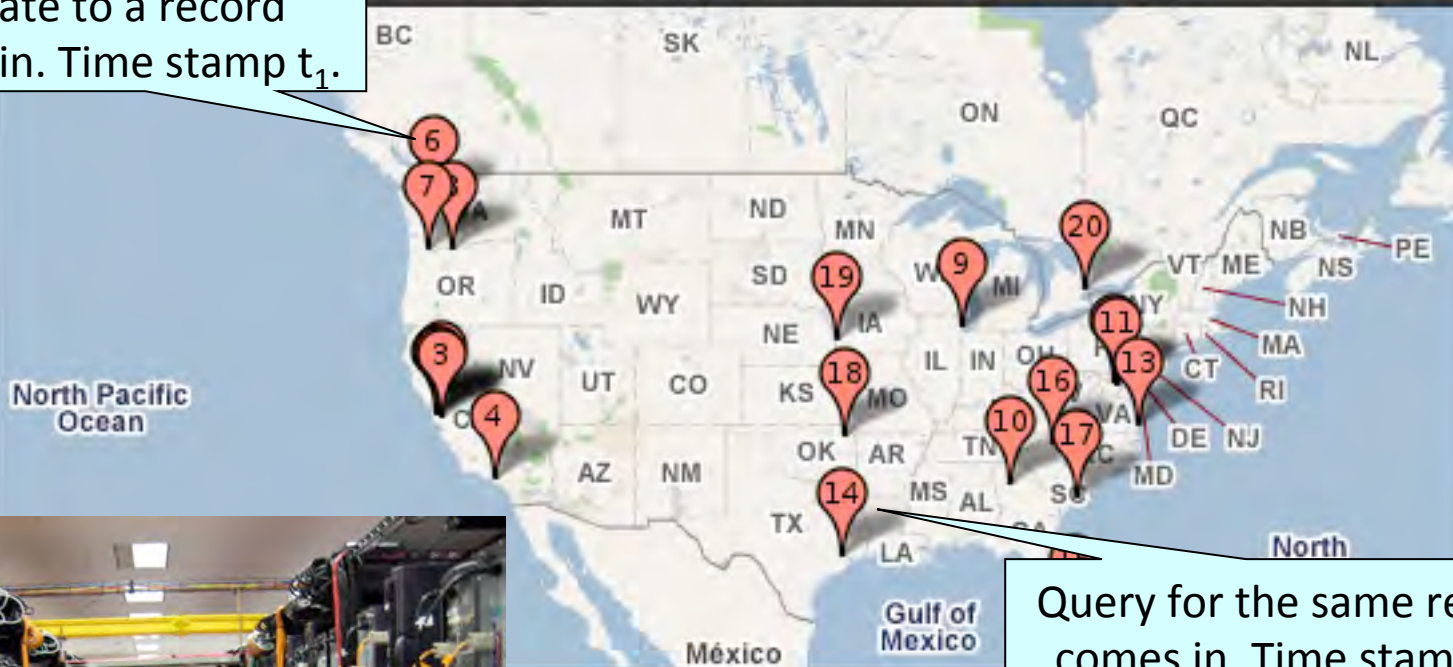 ate to a record
in. Time stamp t₁.
BC
SK
NL
ON
QC
6
7
MT
ND
MN
20
NB
PE
OR
ID
WY
SD
19
9
MI
VT
ME
NS
NY
NH
NE
IA
11
MA
3
NV
UT
CO
KS
18
MO
IL
IN
OH
13
CT
RI
North Pacific
Ocean
4
16
VA
10
17
DE
NJ
MD
AZ
NM
OK
AR
TN
14
MS
AL
SC
TX
LA
North
Gulf of
Mexico
México
Query for the same re
comes in. Time stam